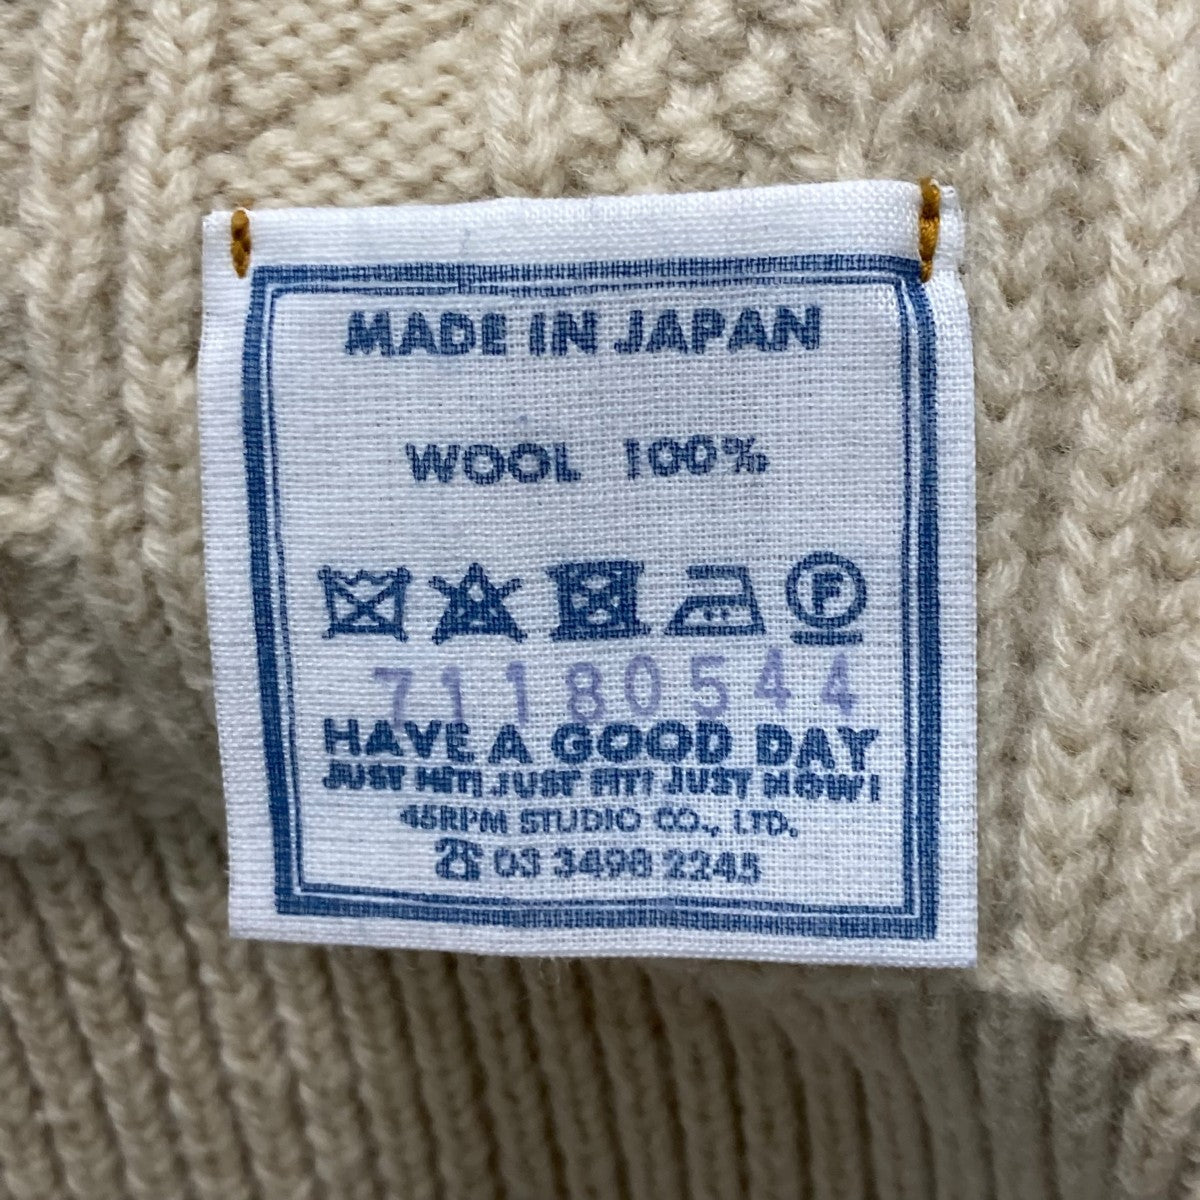 MADE IN JAPAN
WOOL 100%
F
71180544
HAVE A GOOD DAY
JUST HIT! JUST FIT! JUST NOW!
45RPM STUDIO CO., LTD.
☎ 03 3498 2245